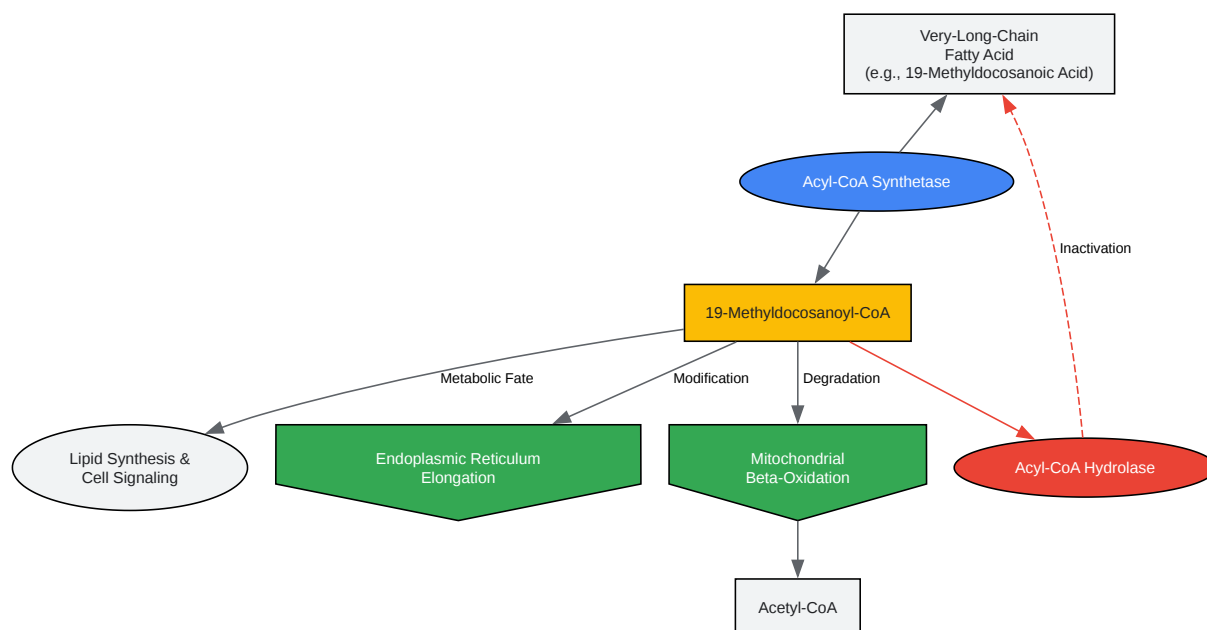 Very-Long-Chain
Fatty Acid
(e.g., 19-Methyldocosanoic Acid)
Acyl-CoA Synthetase
Inactivation
19-Methyldocosanoyl-CoA
Metabolic Fate
Modification
Degradation
Lipid Synthesis &
Cell Signaling
Endoplasmic Reticulum
Elongation
Mitochondrial
Beta-Oxidation
Acyl-CoA Hydrolase
Acetyl-CoA